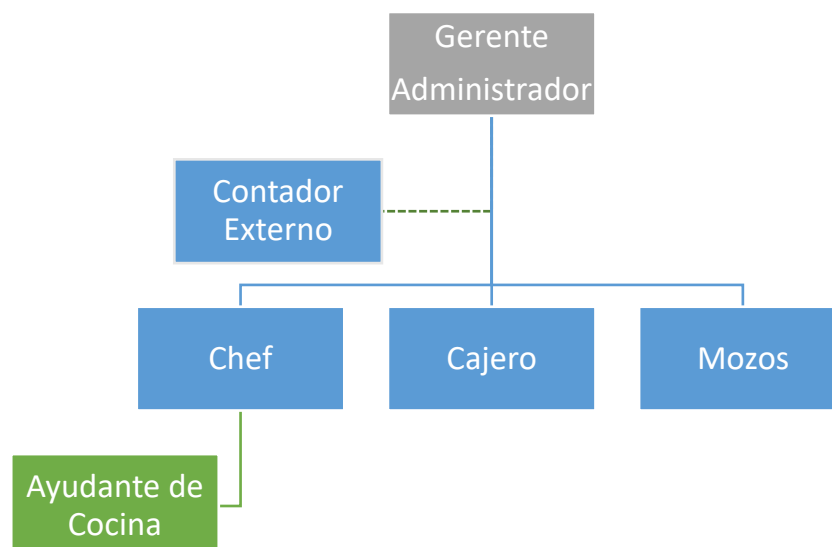 Gerente
Administrador
Contador
Externo
Chef
Cajero
Mozos
Ayudante de
Cocina